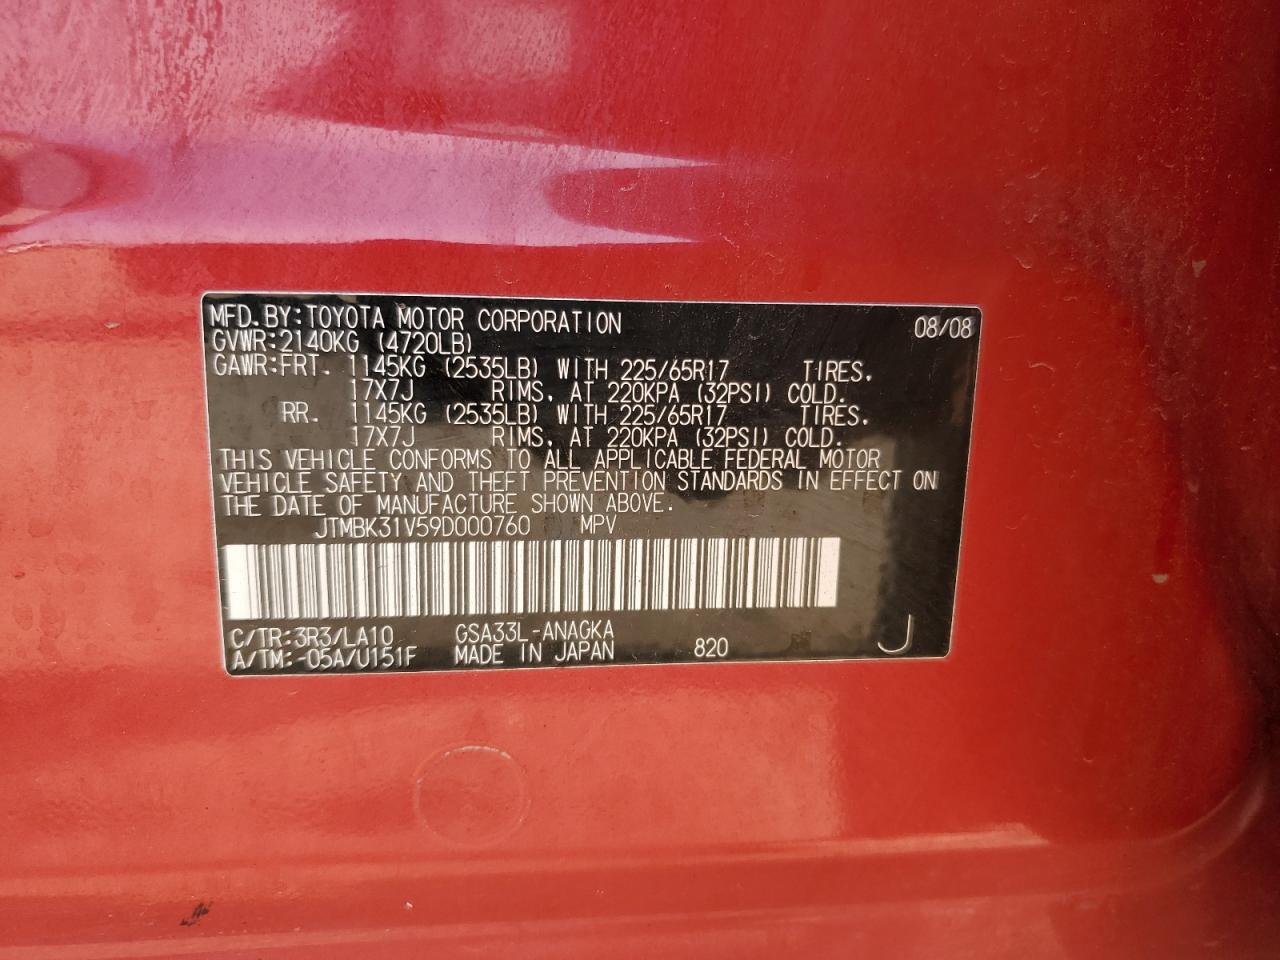 MFD.BY:TOYOTA MOTOR CORPORATION 08/08
GVWR:2140KG (4720LB)
GAWR:FRT. 1145KG (2535LB) WITH 225/65R17 TIRES,
17X7J RIMS, AT 220KPA (32PSI) COLD.
RR. 1145KG (2535LB) WITH 225/65R17 TIRES,
17X7J RIMS, AT 220KPA (32PSI) COLD.
THIS VEHICLE CONFORMS TO ALL APPLICABLE FEDERAL MOTOR
VEHICLE SAFETY AND THEFT PREVENTION STANDARDS IN EFFECT ON
THE DATE OF MANUFACTURE SHOWN ABOVE.
JTMBK31V59D000760 MPV
C/TR:3R3/LA10 GSA33L-ANAGKA
A/TM:-05A/U151F MADE IN JAPAN 820 J